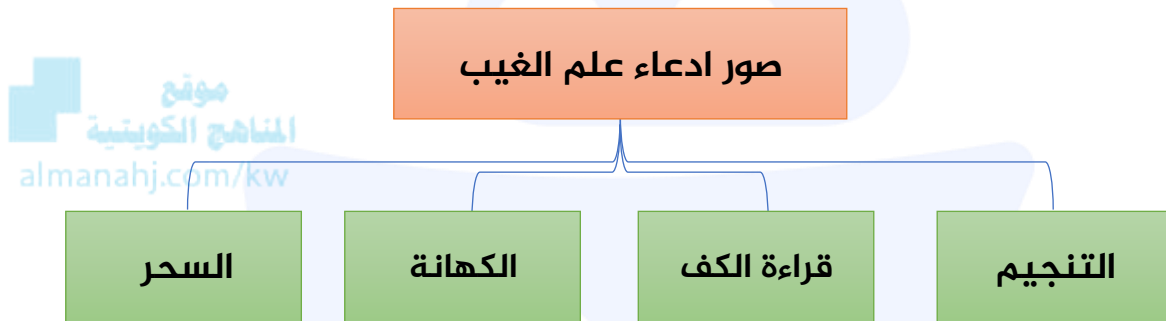 صور ادعاء علم الغيب
موقع
المناهج الكويتية
almanahj.com/kw
التنجيم
قراءة الكف
الكهانة
السحر